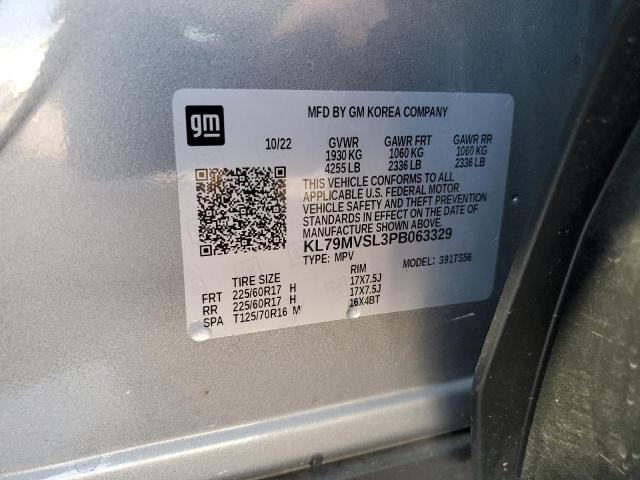 gm
MFD BY GM KOREA COMPANY
10/22 GVWR GAWR FRT GAWR RR
1930 KG 1060 KG 1060 KG
4255 LB 2336 LB 2336 LB
THIS VEHICLE CONFORMS TO ALL
APPLICABLE U.S. FEDERAL MOTOR
VEHICLE SAFETY AND THEFT PREVENTION
STANDARDS IN EFFECT ON THE DATE OF
MANUFACTURE SHOWN ABOVE.
KL79MVSL3PB063329
TYPE: MPV MODEL: 391TS56
TIRE SIZE RIM
FRT 225/60R17 H 17X7.5J
RR 225/60R17 H 17X7.5J
SPA T125/70R16 M 16X4BT